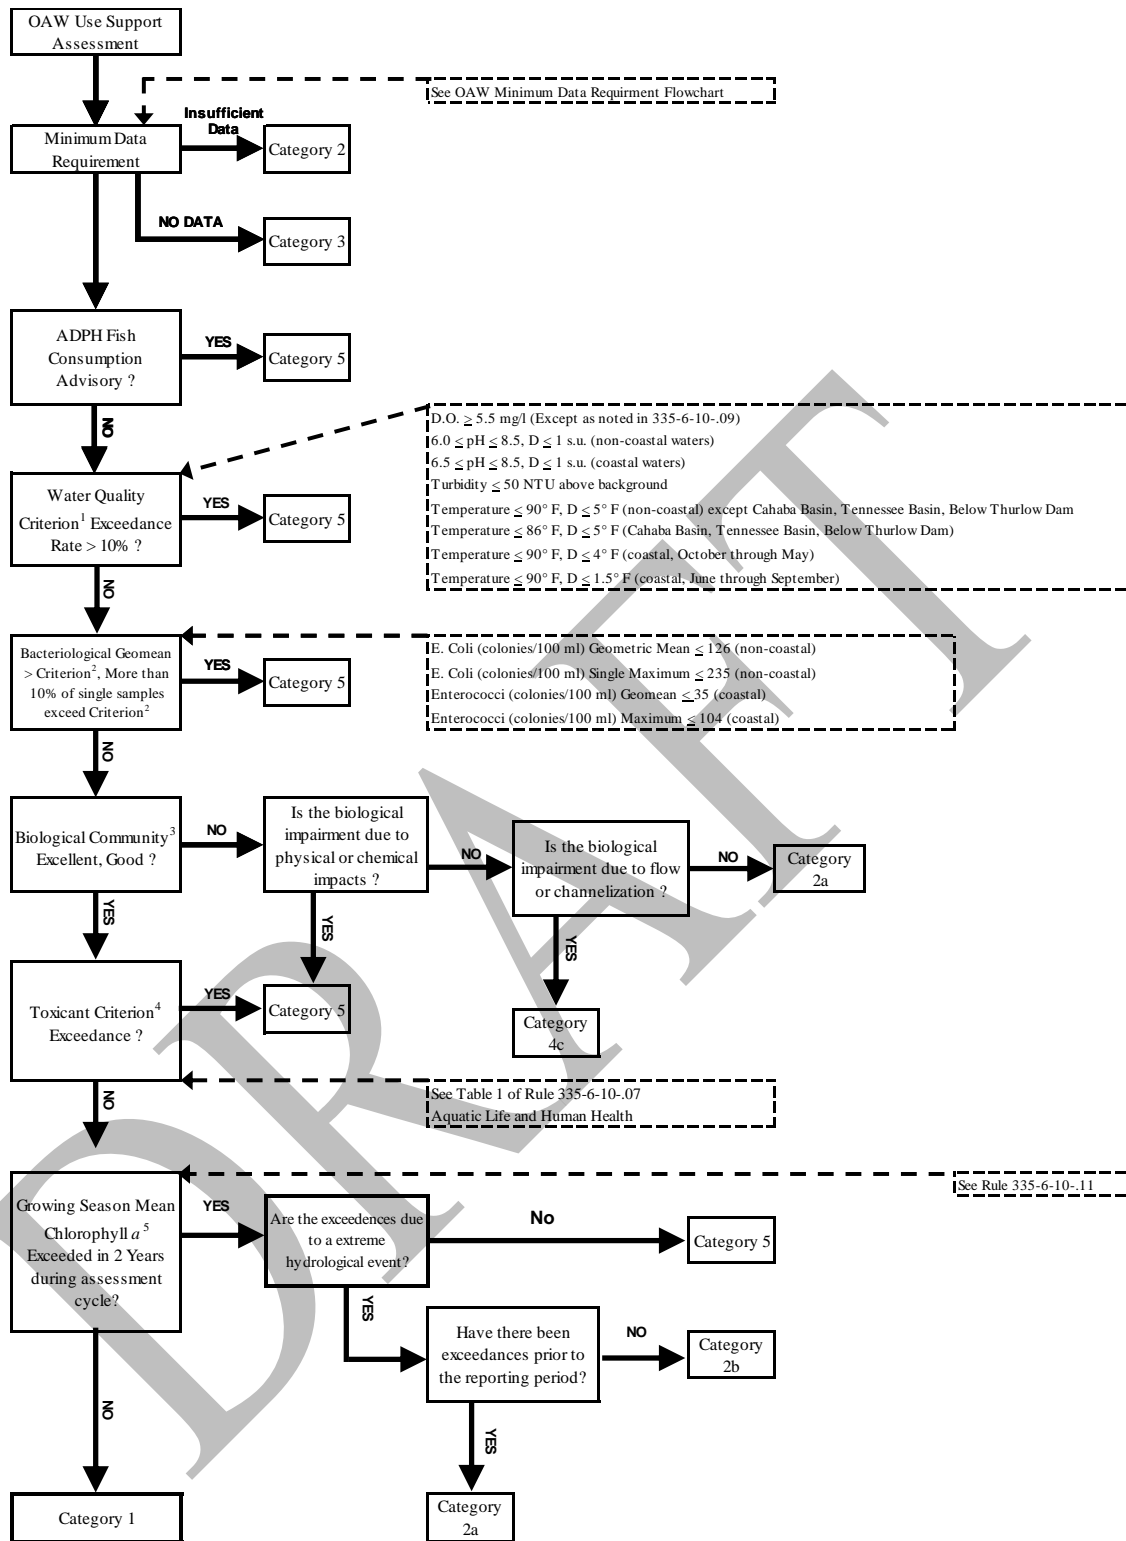 OAW Use Support
Assessment
See OAW Minimum Data Requirment Flowchart
Insufficient
Data
Minimum Data
Requirement
Category 2
NO DATA
Category 3
ADPH Fish
Consumption
Advisory ?
YES
Category 5
NO
D.O. ≥ 5.5 mg/l (Except as noted in 335-6-10-.09)
6.0 ≤ pH ≤ 8.5, D ≤ 1 s.u. (non-coastal waters)
6.5 ≤ pH ≤ 8.5, D ≤ 1 s.u. (coastal waters)
Turbidity ≤ 50 NTU above background
Temperature ≤ 90° F, D ≤ 5° F (non-coastal) except Cahaba Basin, Tennessee Basin, Below Thurlow Dam
Temperature ≤ 86° F, D ≤ 5° F (Cahaba Basin, Tennessee Basin, Below Thurlow Dam)
Temperature ≤ 90° F, D ≤ 4° F (coastal, October through May)
Temperature ≤ 90° F, D ≤ 1.5° F (coastal, June through September)
Water Quality
Criterion1 Exceedance
Rate > 10% ?
YES
Category 5
NO
Bacteriological Geomean
> Criterion2, More than
10% of single samples
exceed Criterion2
YES
Category 5
E. Coli (colonies/100 ml) Geometric Mean ≤ 126 (non-coastal)
E. Coli (colonies/100 ml) Single Maximum ≤ 235 (non-coastal)
Enterococci (colonies/100 ml) Geomean ≤ 35 (coastal)
Enterococci (colonies/100 ml) Maximum ≤ 104 (coastal)
NO
Biological Community3
Excellent, Good ?
NO
Is the biological
impairment due to
physical or chemical
impacts ?
NO
Is the biological
impairment due to flow
or channelization ?
NO
Category
2a
YES
YES
YES
Toxicant Criterion4
Exceedance ?
YES
Category 5
Category
4c
NO
See Table 1 of Rule 335-6-10-.07
Aquatic Life and Human Health
See Rule 335-6-10-.11
Growing Season Mean
Chlorophyll a5
Exceeded in 2 Years
during assessment
cycle?
YES
Are the exceedences due
to a extreme
hydrological event?
No
Category 5
YES
Have there been
exceedances prior to
the reporting period?
NO
Category
2b
NO
YES
Category 1
Category
2a
DRAFT